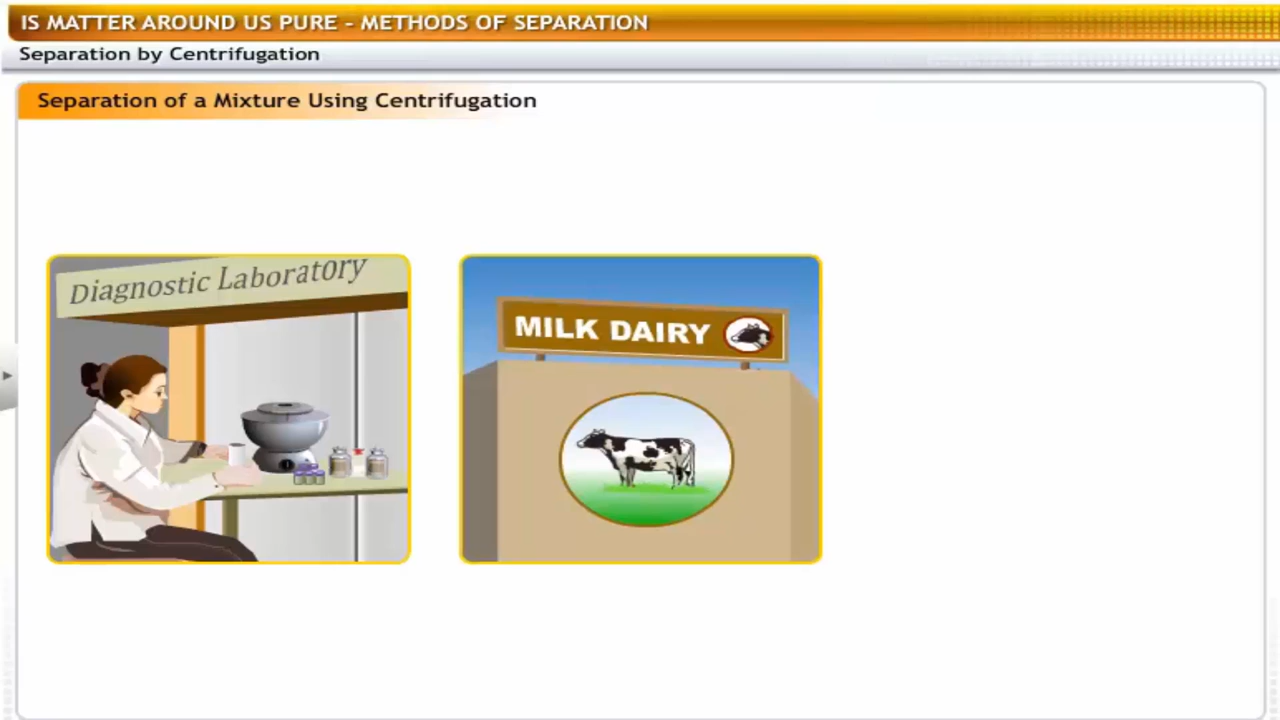 IS MATTER AROUND US PURE - METHODS OF SEPARATION
Separation by Centrifugation
Separation of a Mixture Using Centrifugation
Diagnostic Laboratory
MILK DAIRY